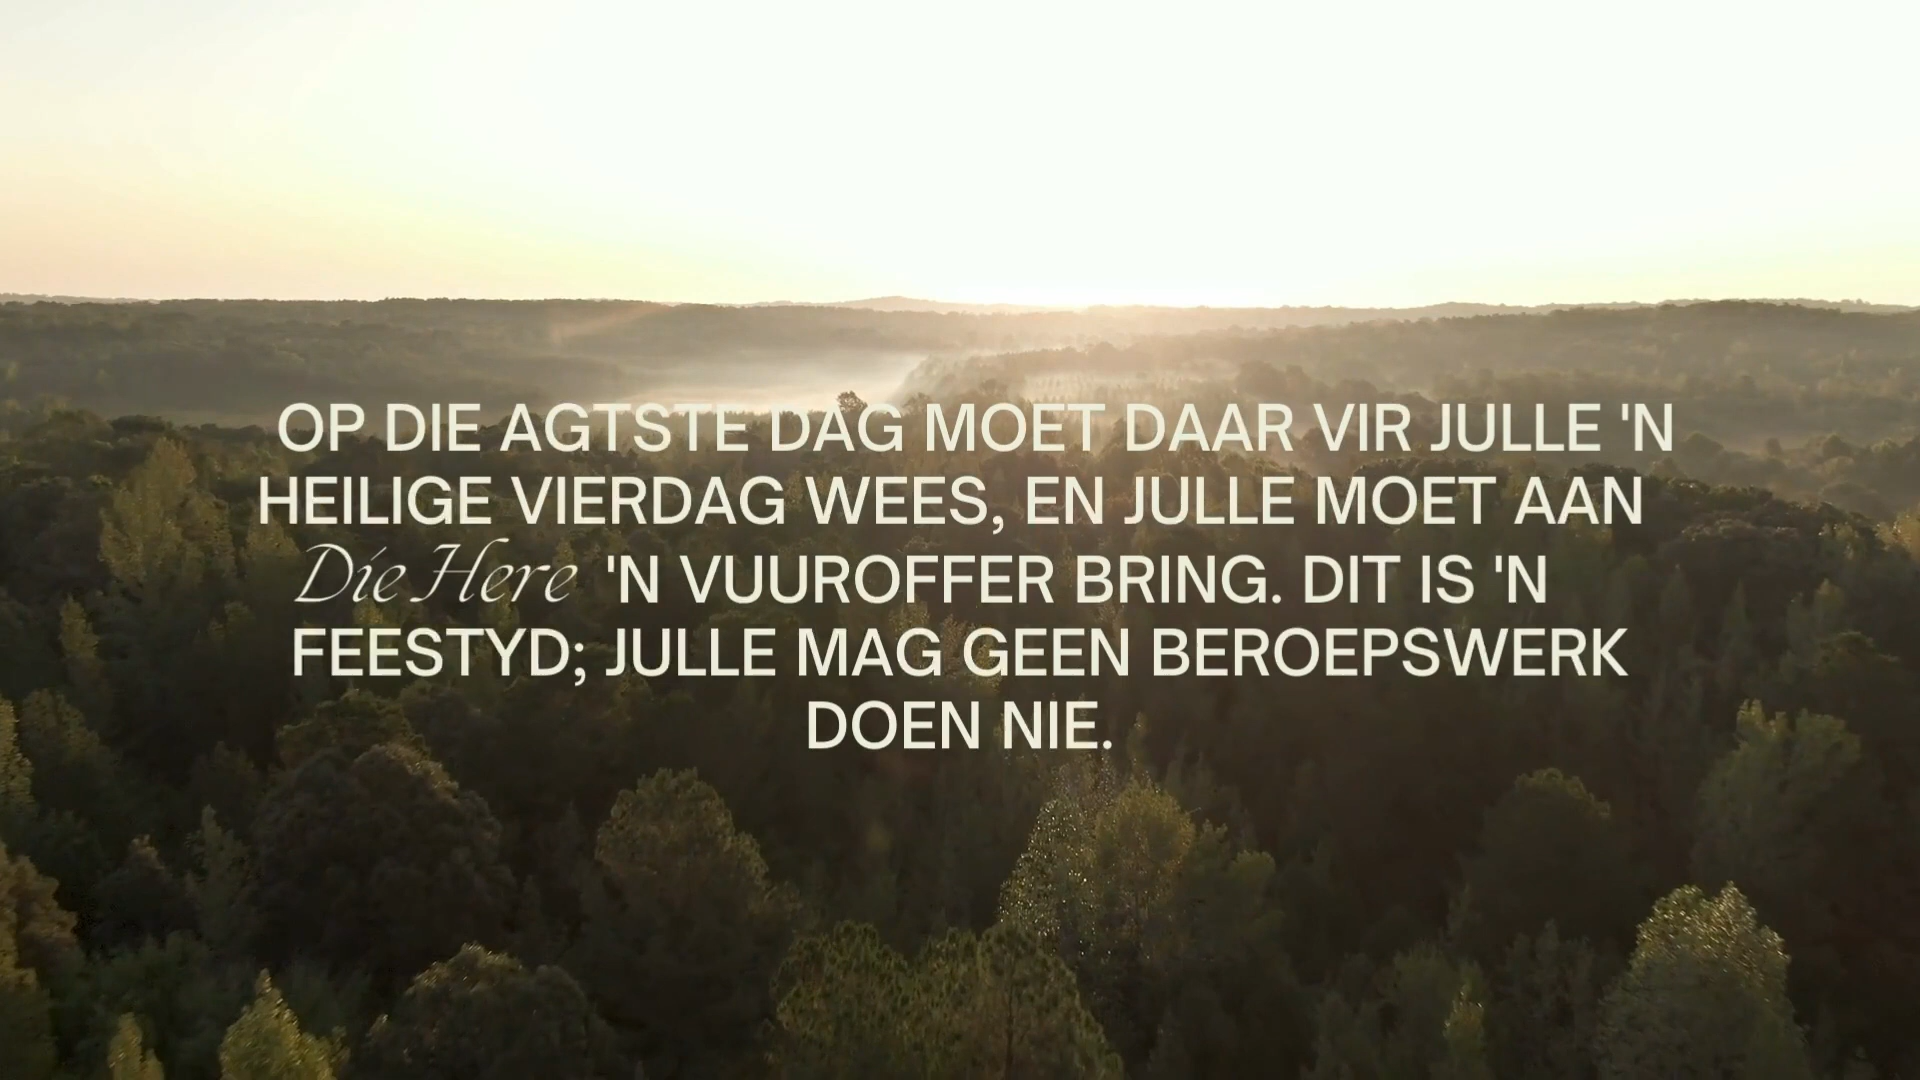 OP DIE AGTSTE DAG MOET DAAR VIR JULLE 'N
HEILIGE VIERDAG WEES, EN JULLE MOET AAN
Die Here 'N VUUROFFER BRING. DIT IS 'N
FEESTYD; JULLE MAG GEEN BEROEPSWERK
DOEN NIE.